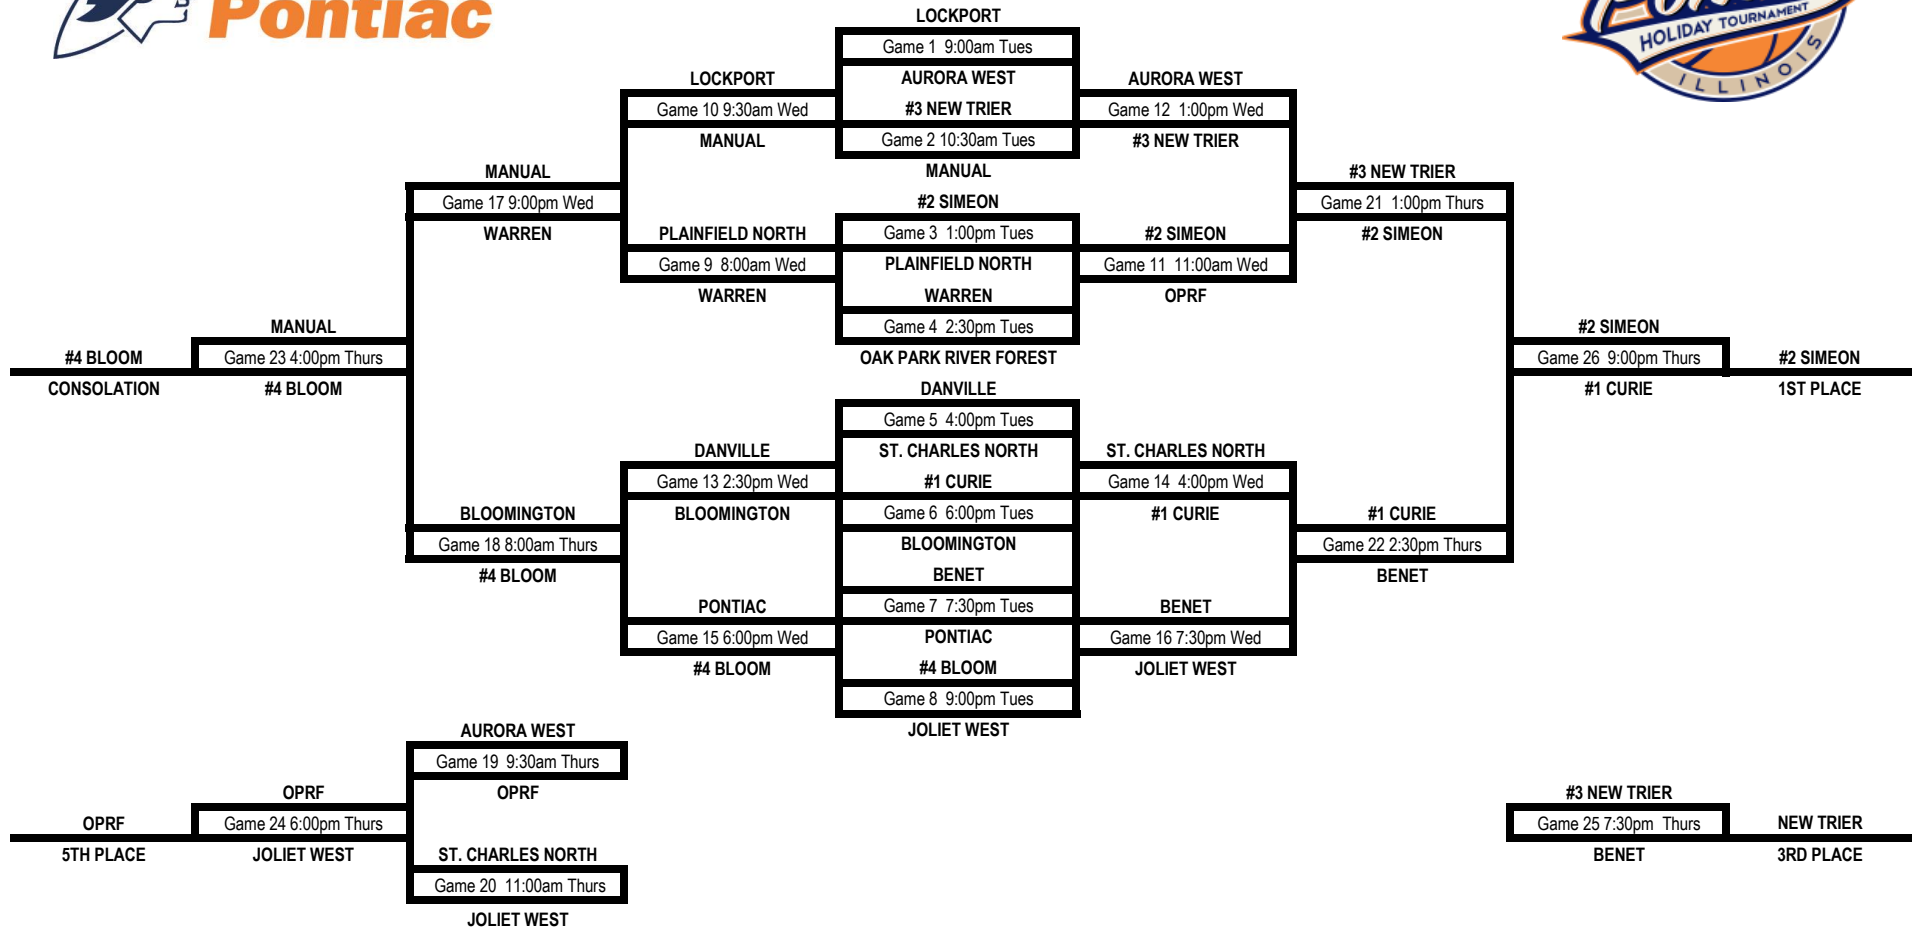 Pontiac
HOLIDAY TOURNAMENT
ILLINOIS
LOCKPORT
Game 1 9:00am Tues
LOCKPORT
AURORA WEST
AURORA WEST
Game 10 9:30am Wed
#3 NEW TRIER
Game 12 1:00pm Wed
MANUAL
Game 2 10:30am Tues
#3 NEW TRIER
MANUAL
MANUAL
#3 NEW TRIER
Game 17 9:00pm Wed
#2 SIMEON
Game 21 1:00pm Thurs
WARREN
PLAINFIELD NORTH
Game 3 1:00pm Tues
#2 SIMEON
#2 SIMEON
Game 9 8:00am Wed
PLAINFIELD NORTH
Game 11 11:00am Wed
WARREN
WARREN
OPRF
MANUAL
Game 4 2:30pm Tues
#2 SIMEON
#4 BLOOM
Game 23 4:00pm Thurs
OAK PARK RIVER FOREST
Game 26 9:00pm Thurs
#2 SIMEON
CONSOLATION
#4 BLOOM
DANVILLE
#1 CURIE
1ST PLACE
Game 5 4:00pm Tues
DANVILLE
ST. CHARLES NORTH
ST. CHARLES NORTH
Game 13 2:30pm Wed
#1 CURIE
Game 14 4:00pm Wed
BLOOMINGTON
BLOOMINGTON
Game 6 6:00pm Tues
#1 CURIE
#1 CURIE
Game 18 8:00am Thurs
BLOOMINGTON
Game 22 2:30pm Thurs
#4 BLOOM
BENET
BENET
PONTIAC
Game 7 7:30pm Tues
BENET
Game 15 6:00pm Wed
PONTIAC
Game 16 7:30pm Wed
#4 BLOOM
#4 BLOOM
JOLIET WEST
Game 8 9:00pm Tues
AURORA WEST
JOLIET WEST
Game 19 9:30am Thurs
OPRF
OPRF
#3 NEW TRIER
OPRF
Game 24 6:00pm Thurs
Game 25 7:30pm Thurs
NEW TRIER
5TH PLACE
JOLIET WEST
ST. CHARLES NORTH
BENET
3RD PLACE
Game 20 11:00am Thurs
JOLIET WEST